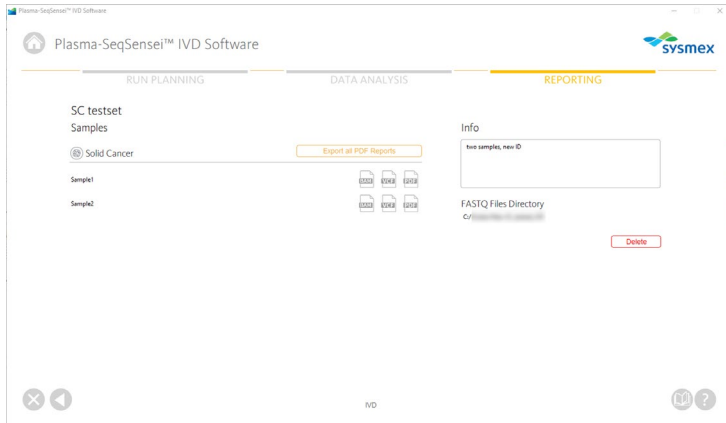 Plasma-SeqSensei™ IVD Software
Plasma-SeqSensei™ IVD Software
sysmex
RUN PLANNING
DATA ANALYSIS
REPORTING
SC testset
Samples
Solid Cancer
Export all PDF Reports
Sample1
BAM VCF PDF
Sample2
BAM VCF PDF
Info
two samples, new ID
FASTQ Files Directory
C:/
Delete
IVD
?